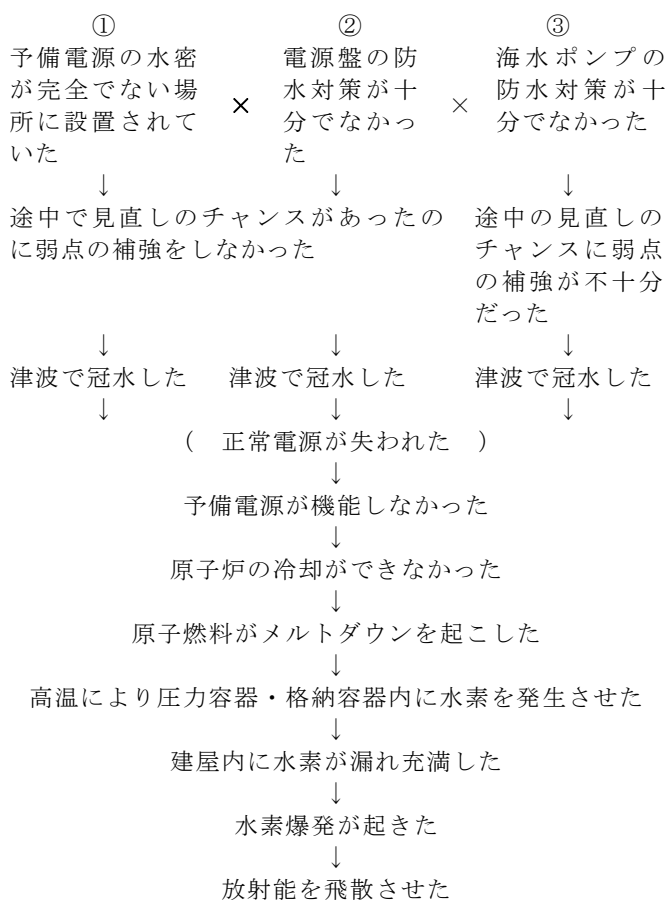 ① ② ③
予備電源の水密 電源盤の防 海水ポンプの
が完全でない場 水対策が十 防水対策が十
所に設置されて × 分でなかっ × 分でなかった
いた た
↓ ↓ ↓
途中で見直しのチャンスがあったの 途中の見直しの
に弱点の補強をしなかった チャンスに弱点
の補強が不十分
だった
↓ ↓ ↓
津波で冠水した 津波で冠水した 津波で冠水した
↓ ↓ ↓
( 正常電源が失われた )
↓
予備電源が機能しなかった
↓
原子炉の冷却ができなかった
↓
原子燃料がメルトダウンを起こした
↓
高温により圧力容器・格納容器内に水素を発生させた
↓
建屋内に水素が漏れ充満した
↓
水素爆発が起きた
↓
放射能を飛散させた